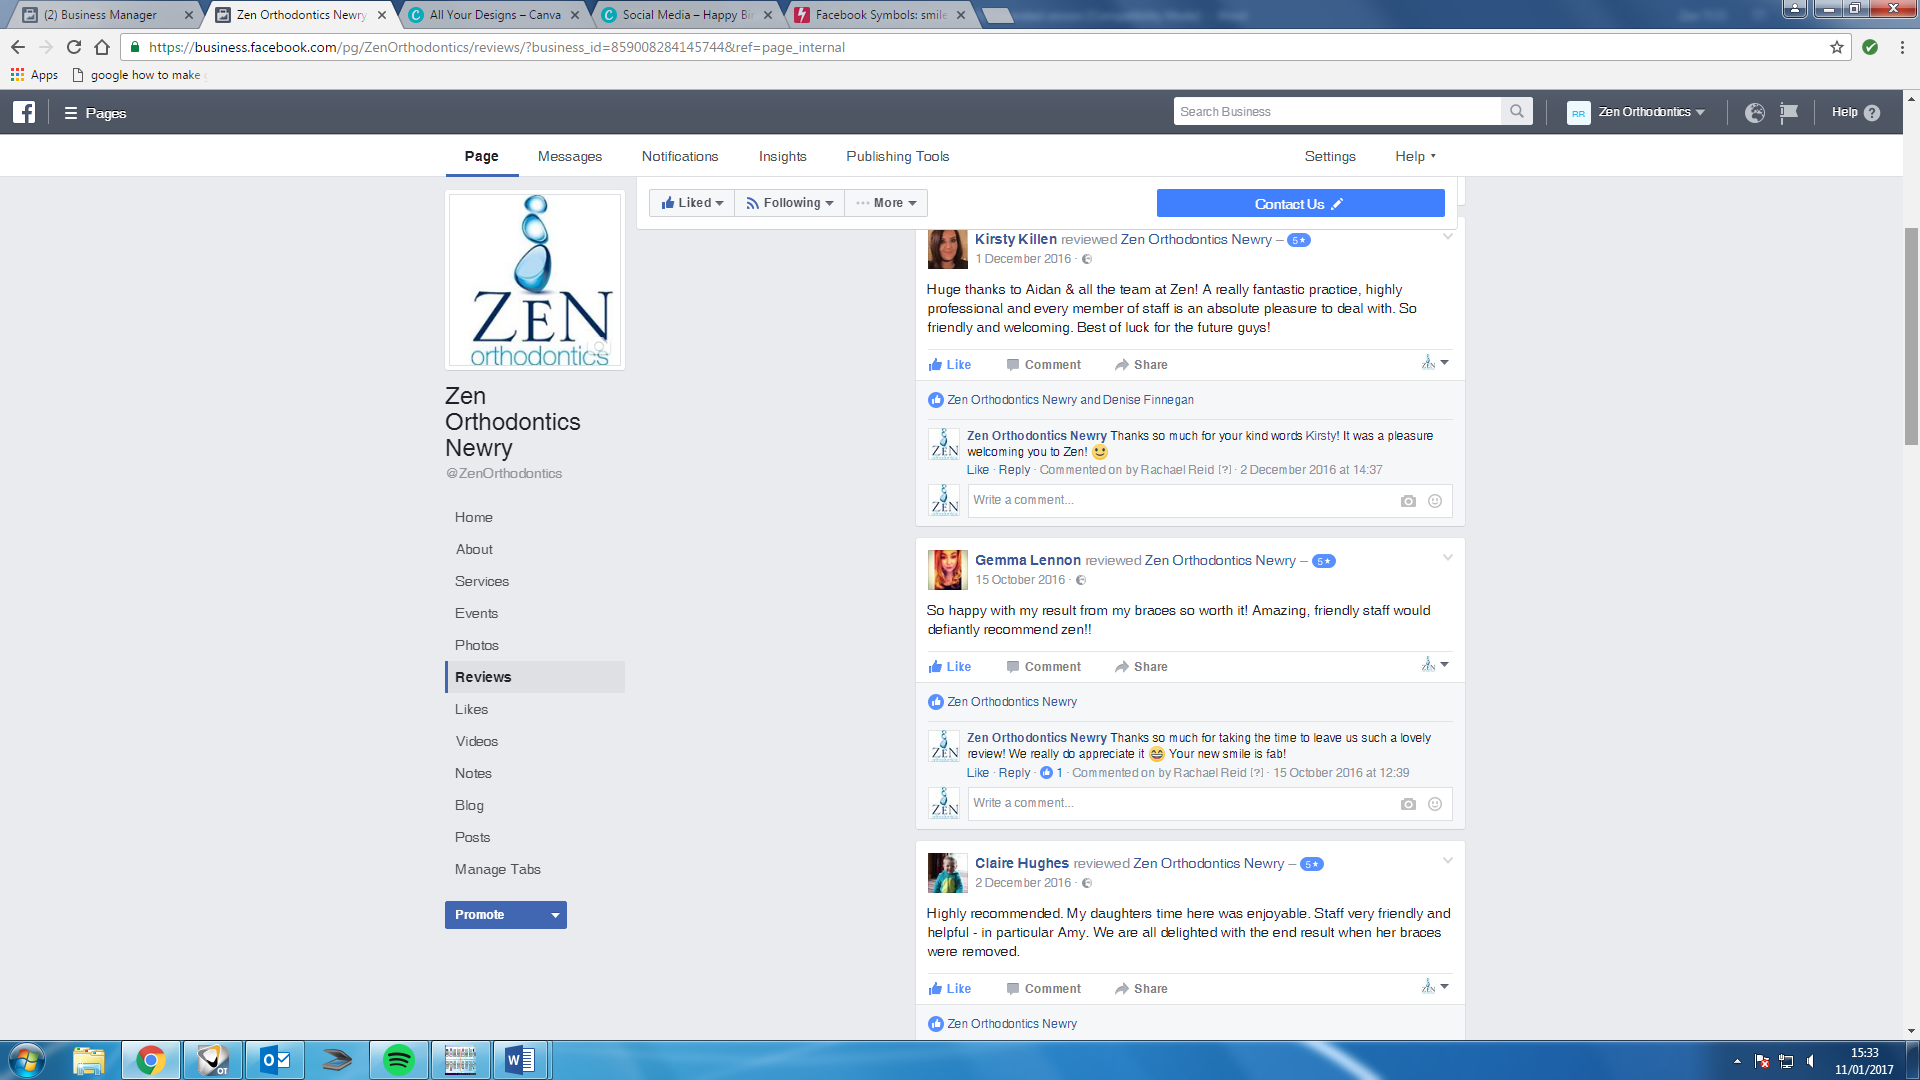 (2) Business Manager
Zen Orthodontics Newry
All Your Designs – Canva
Social Media – Happy Bir
Facebook Symbols: smile
https://business.facebook.com/pg/ZenOrthodontics/reviews/?business_id=859008284145744&ref=page_internal
Apps
google how to make
Pages
Search Business
RR
Zen Orthodontics
Help
Page
Messages
Notifications
Insights
Publishing Tools
Settings
Help
Liked
Following
More
Contact Us
ZEN
orthodontics
Zen
Orthodontics
Newry
@ZenOrthodontics
Home
About
Services
Events
Photos
Reviews
Likes
Videos
Notes
Blog
Posts
Manage Tabs
Promote
Kirsty Killen reviewed Zen Orthodontics Newry – 5★
1 December 2016 ·
Huge thanks to Aidan & all the team at Zen! A really fantastic practice, highly
professional and every member of staff is an absolute pleasure to deal with. So
friendly and welcoming. Best of luck for the future guys!
Like Comment Share
Zen Orthodontics Newry and Denise Finnegan
Zen Orthodontics Newry Thanks so much for your kind words Kirsty! It was a pleasure
welcoming you to Zen! 🙂
Like · Reply · Commented on by Rachael Reid [?] · 2 December 2016 at 14:37
Write a comment...
Gemma Lennon reviewed Zen Orthodontics Newry – 5★
15 October 2016 ·
So happy with my result from my braces so worth it! Amazing, friendly staff would
defiantly recommend zen!!
Like Comment Share
Zen Orthodontics Newry
Zen Orthodontics Newry Thanks so much for taking the time to leave us such a lovely
review! We really do appreciate it 😄 Your new smile is fab!
Like · Reply · 1 · Commented on by Rachael Reid [?] · 15 October 2016 at 12:39
Write a comment...
Claire Hughes reviewed Zen Orthodontics Newry – 5★
2 December 2016 ·
Highly recommended. My daughters time here was enjoyable. Staff very friendly and
helpful - in particular Amy. We are all delighted with the end result when her braces
were removed.
Like Comment Share
Zen Orthodontics Newry
15:33
11/01/2017